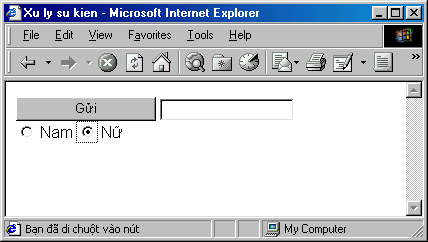 Xu ly su kien - Microsoft Internet Explorer
File Edit View Favorites Tools Help
Gửi
Nam Nữ
Bạn đã di chuột vào nút My Computer